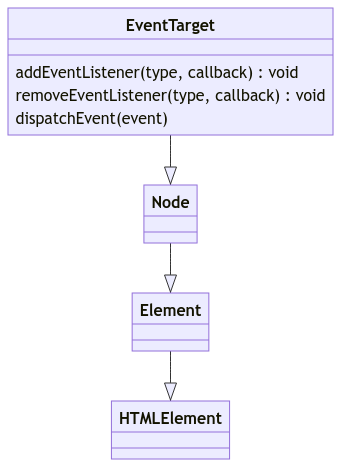 EventTarget
addEventListener(type, callback) : void
removeEventListener(type, callback) : void
dispatchEvent(event)
Node
Element
HTMLElement